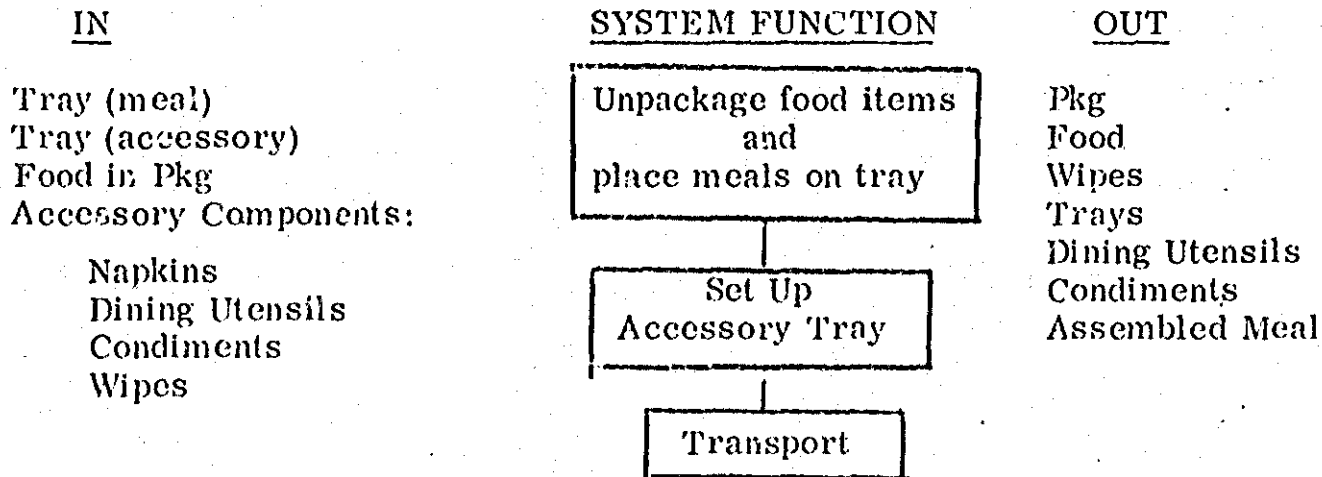 IN
Tray (meal)
Tray (accessory)
Food in Pkg
Accessory Components:
Napkins
Dining Utensils
Condiments
Wipes
SYSTEM FUNCTION
Unpackage food items
and
place meals on tray
Set Up
Accessory Tray
Transport
OUT
Pkg
Food
Wipes
Trays
Dining Utensils
Condiments
Assembled Meal